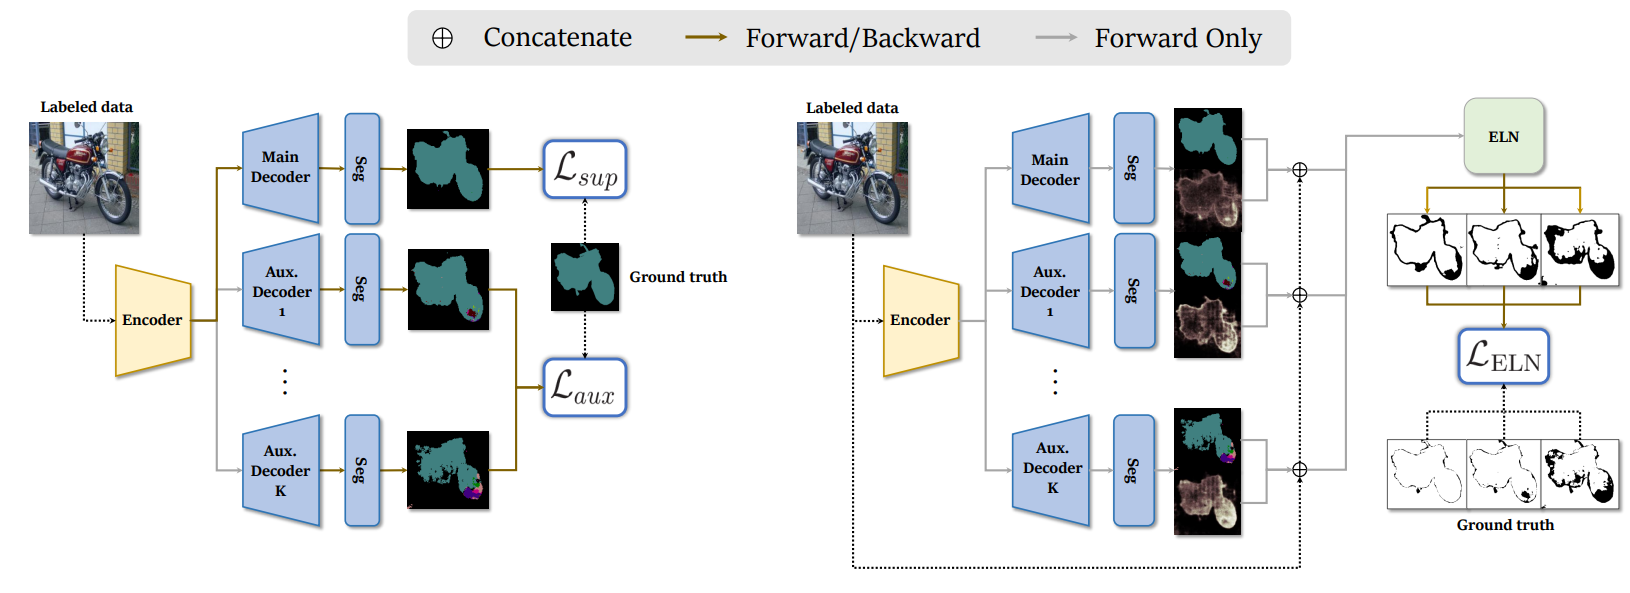 ⊕ Concatenate → Forward/Backward → Forward Only
Labeled data
Encoder
Main
Decoder
Seg
Aux.
Decoder
1
Seg
⋮
Aux.
Decoder
K
Seg
ℒsup
Ground truth
ℒaux
Labeled data
Encoder
Main
Decoder
Seg
Aux.
Decoder
1
Seg
⋮
Aux.
Decoder
K
Seg
⊕
⊕
⊕
ELN
ℒELN
Ground truth